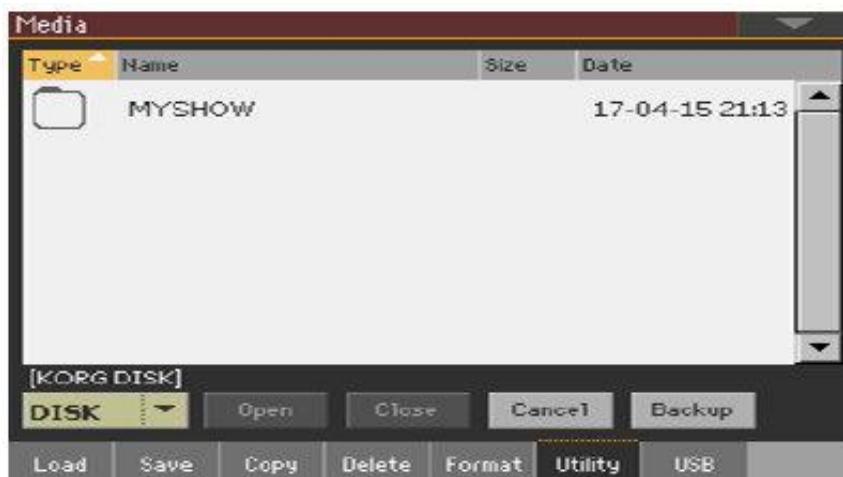 Media
Type Name Size Date
MYSHOW 17-04-15 21:13
[KORG DISK]
DISK Open Close Cancel Backup
Load Save Copy Delete Format Utility USB